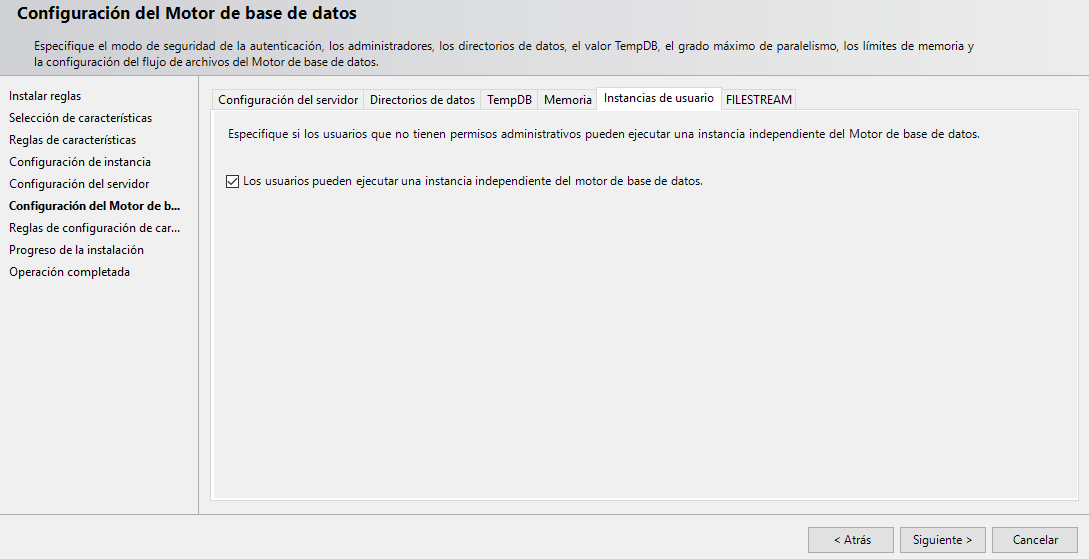 Configuración del Motor de base de datos
Especifique el modo de seguridad de la autenticación, los administradores, los directorios de datos, el valor TempDB, el grado máximo de paralelismo, los límites de memoria y
la configuración del flujo de archivos del Motor de base de datos.
Instalar reglas
Selección de características
Reglas de características
Configuración de instancia
Configuración del servidor
Configuración del Motor de b...
Reglas de configuración de car...
Progreso de la instalación
Operación completada
Configuración del servidor Directorios de datos TempDB Memoria Instancias de usuario FILESTREAM
Especifique si los usuarios que no tienen permisos administrativos pueden ejecutar una instancia independiente del Motor de base de datos.
Los usuarios pueden ejecutar una instancia independiente del motor de base de datos.
< Atrás Siguiente > Cancelar